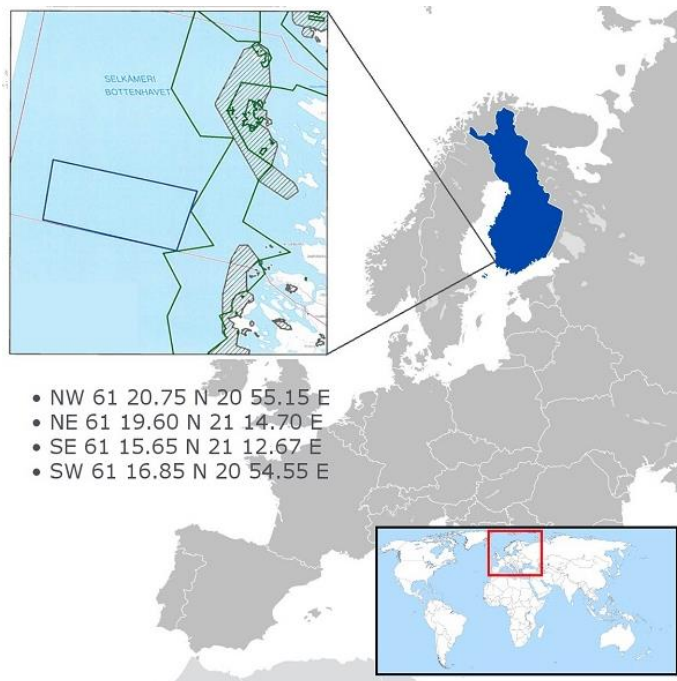 SELKÄMERI
BOTTENHAVET
• NW 61 20.75 N 20 55.15 E
• NE 61 19.60 N 21 14.70 E
• SE 61 15.65 N 21 12.67 E
• SW 61 16.85 N 20 54.55 E